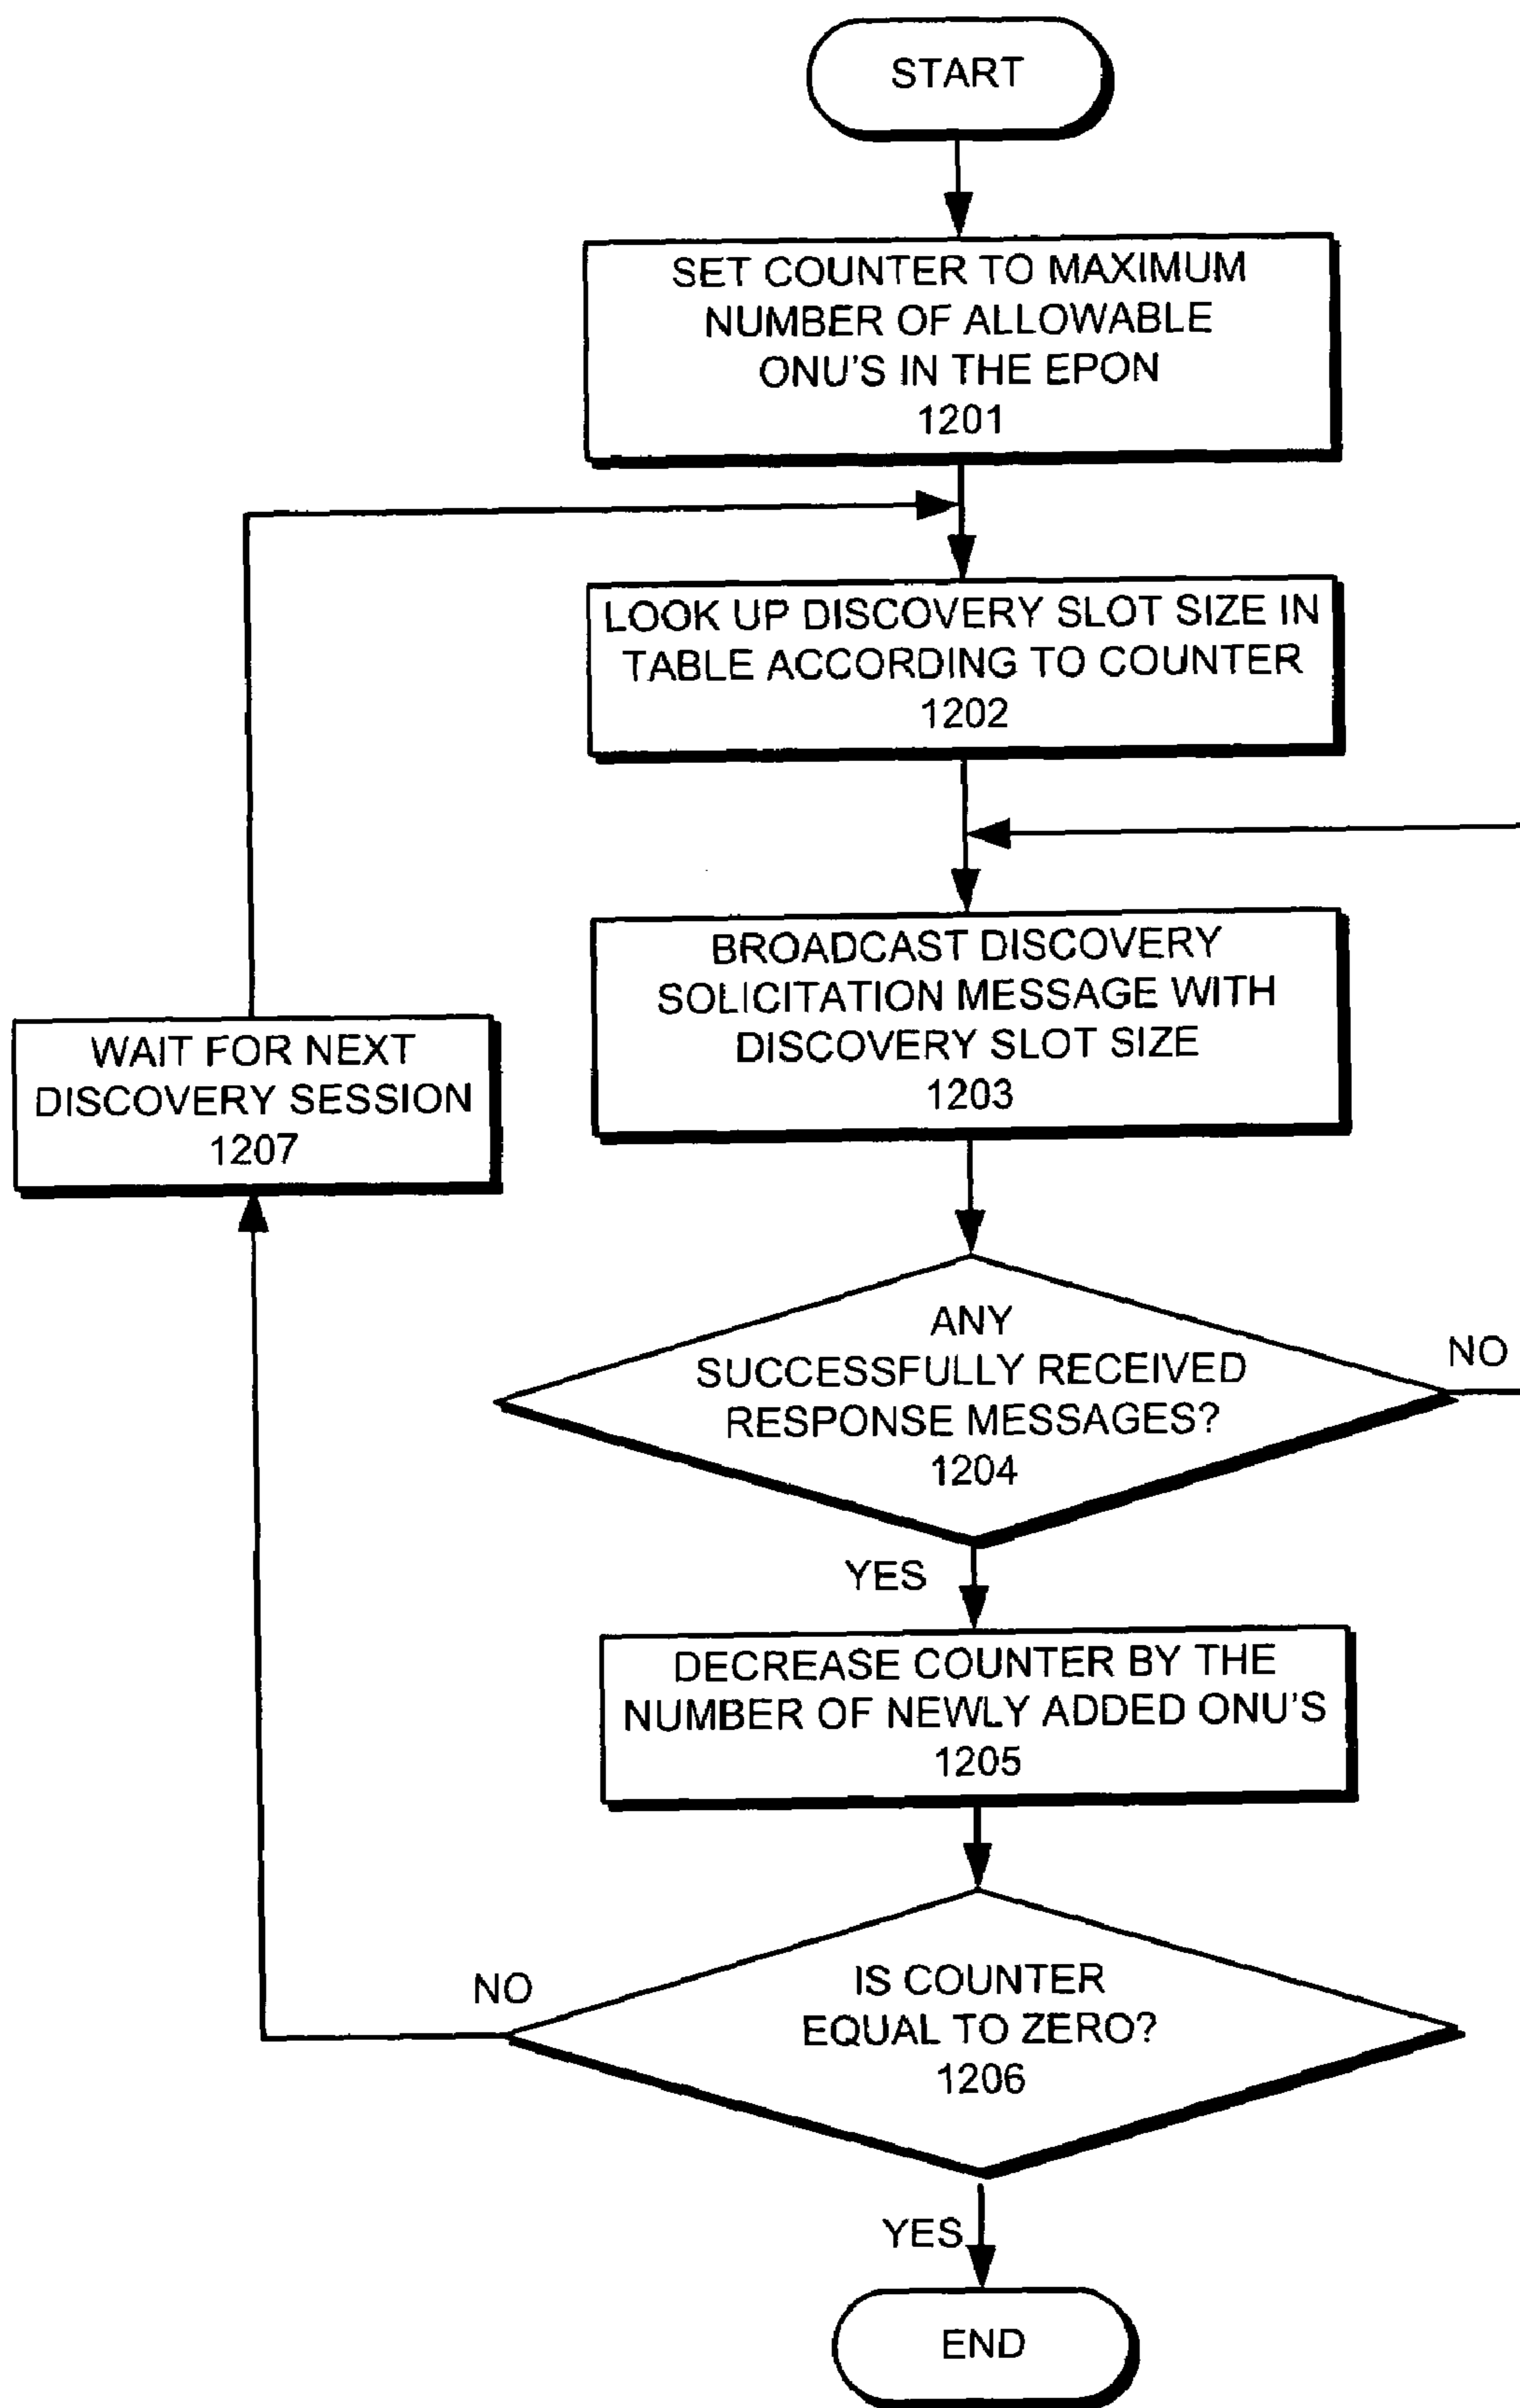 START
SET COUNTER TO MAXIMUM
NUMBER OF ALLOWABLE
ONU'S IN THE EPON
1201
LOOK UP DISCOVERY SLOT SIZE IN
TABLE ACCORDING TO COUNTER
1202
BROADCAST DISCOVERY
SOLICITATION MESSAGE WITH
DISCOVERY SLOT SIZE
1203
WAIT FOR NEXT
DISCOVERY SESSION
1207
ANY
SUCCESSFULLY RECEIVED
RESPONSE MESSAGES?
1204
NO
YES
DECREASE COUNTER BY THE
NUMBER OF NEWLY ADDED ONU'S
1205
IS COUNTER
EQUAL TO ZERO?
1206
NO
YES
END